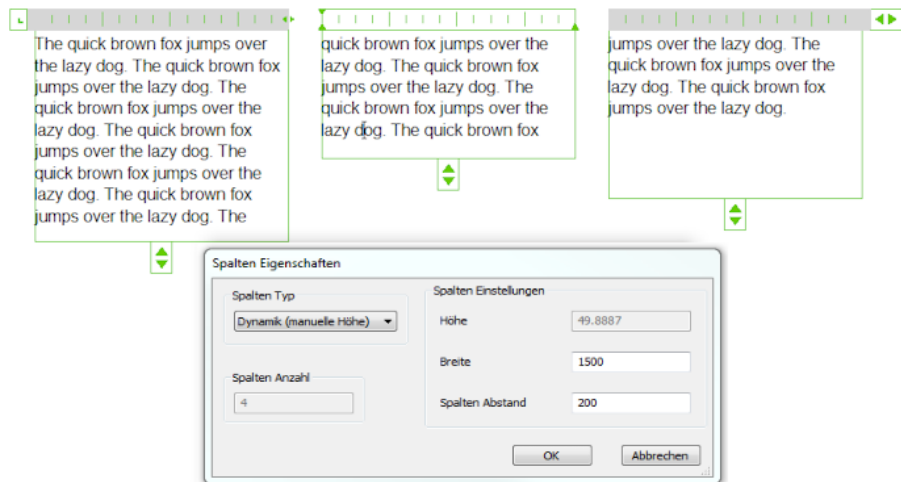 The quick brown fox jumps over
the lazy dog. The quick brown fox
jumps over the lazy dog. The
quick brown fox jumps over the
lazy dog. The quick brown fox
jumps over the lazy dog. The
quick brown fox jumps over the
lazy dog. The quick brown fox
jumps over the lazy dog. The
quick brown fox jumps over the
lazy dog. The quick brown fox
jumps over the lazy dog. The
quick brown fox jumps over the
lazy dog. The quick brown fox
jumps over the lazy dog. The
quick brown fox jumps over the
lazy dog. The quick brown fox
jumps over the lazy dog.
Spalten Eigenschaften
Spalten Typ
Dynamik (manuelle Höhe)
Spalten Anzahl
4
Spalten Einstellungen
Höhe 49.8887
Breite 1500
Spalten Abstand 200
OK Abbrechen